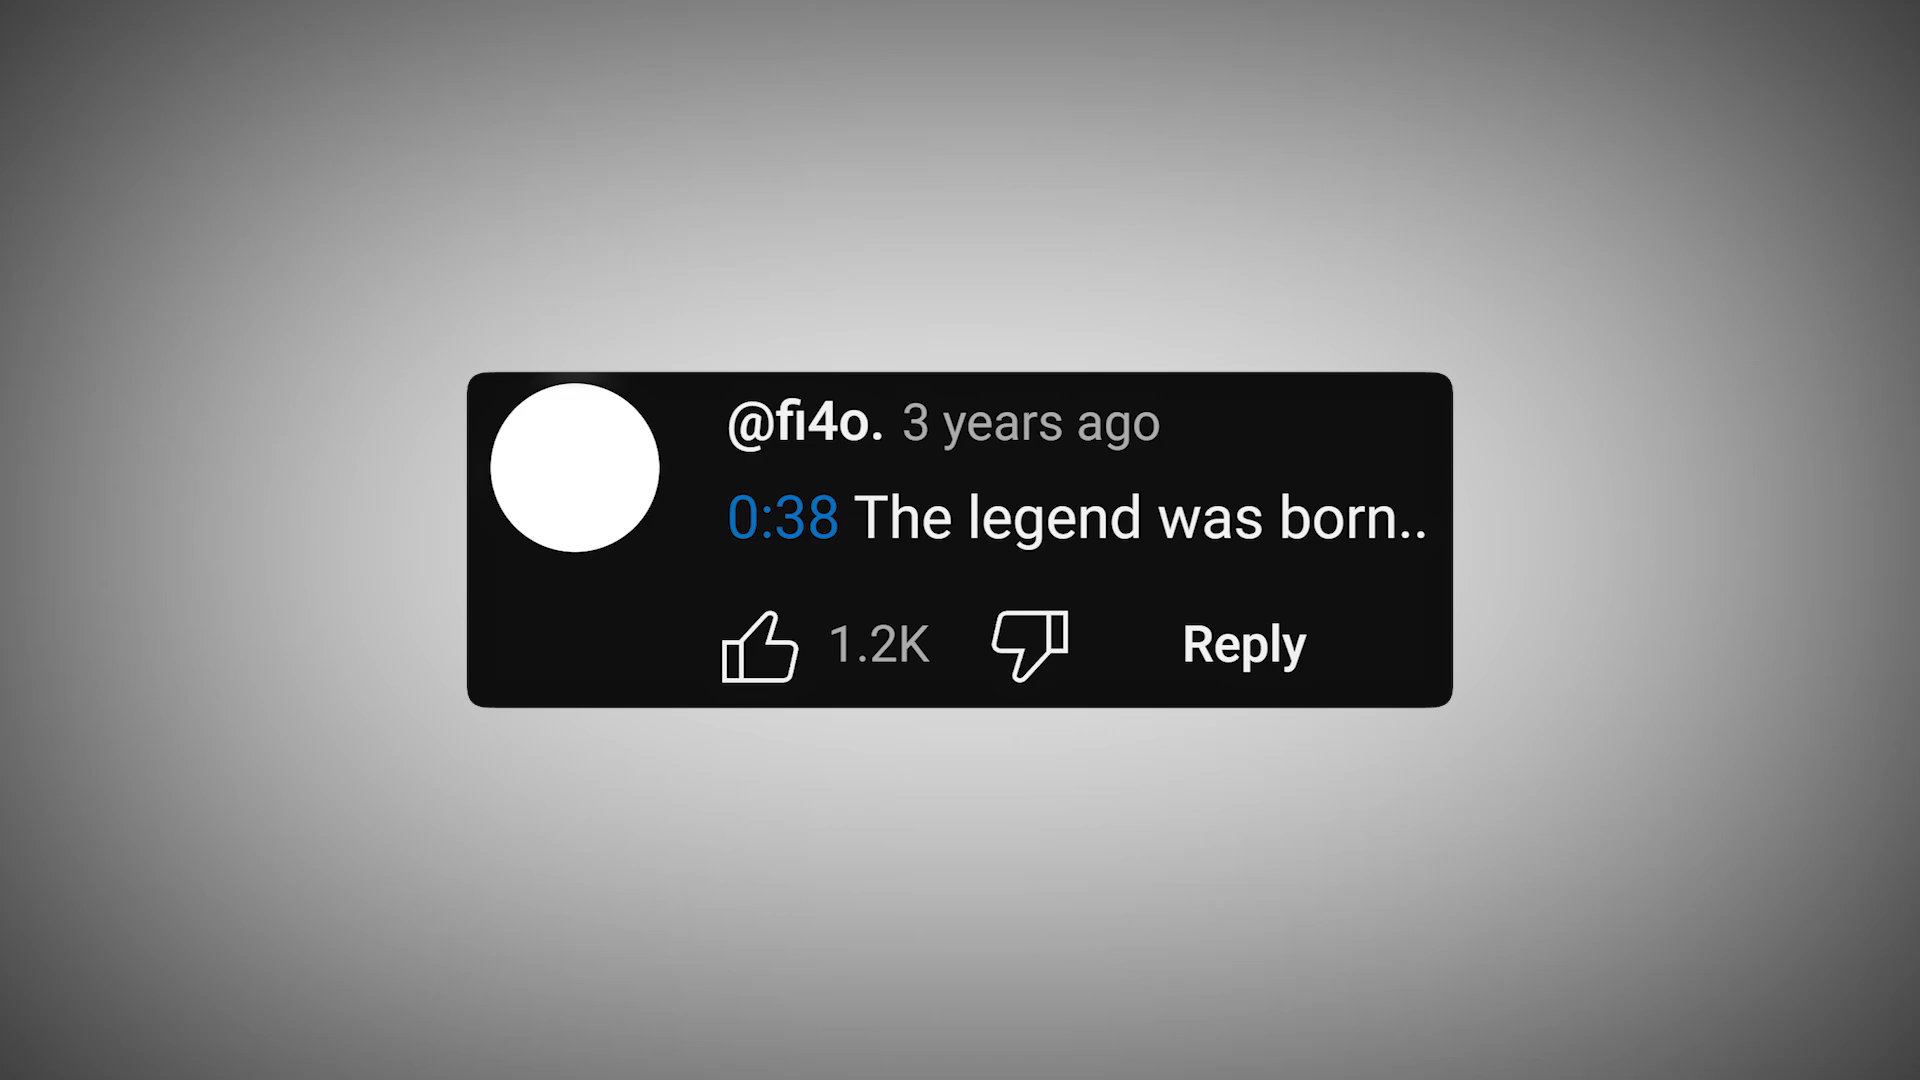 @fi4o. 3 years ago
0:38 The legend was born..
1.2K Reply